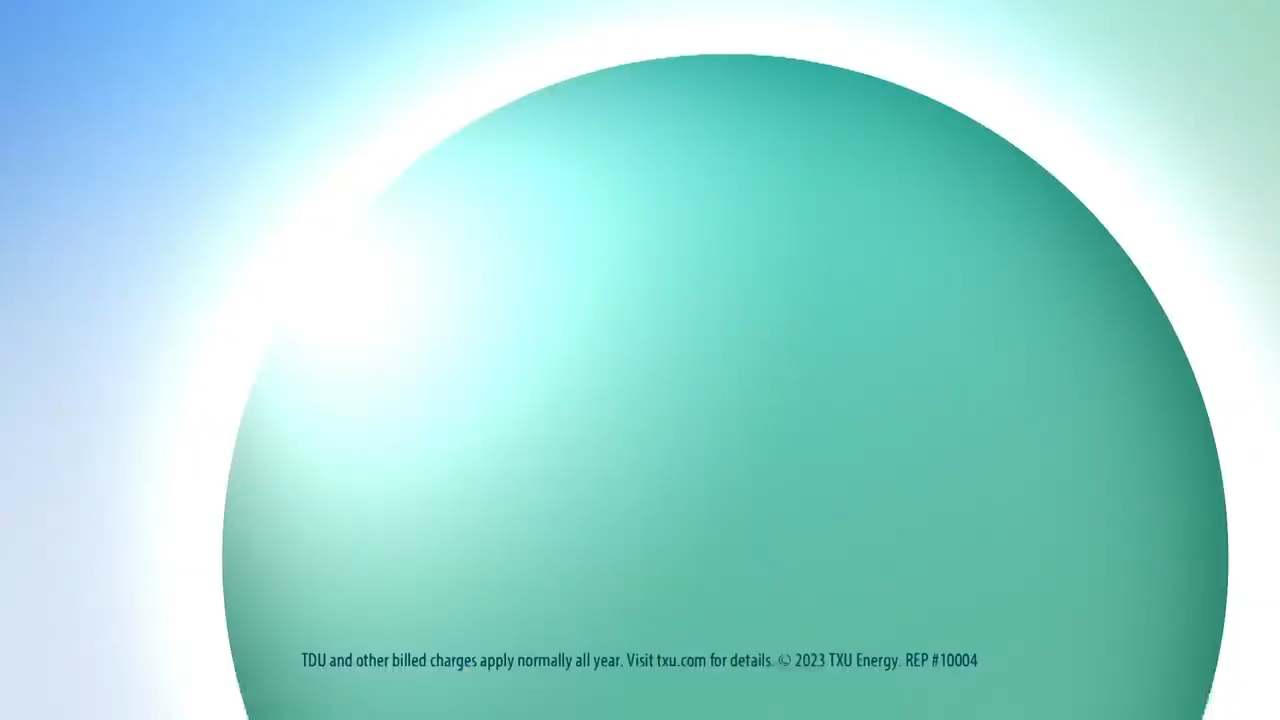 TDU and other billed charges apply normally all year. Visit txu.com for details. © 2023 TXU Energy. REP #10004